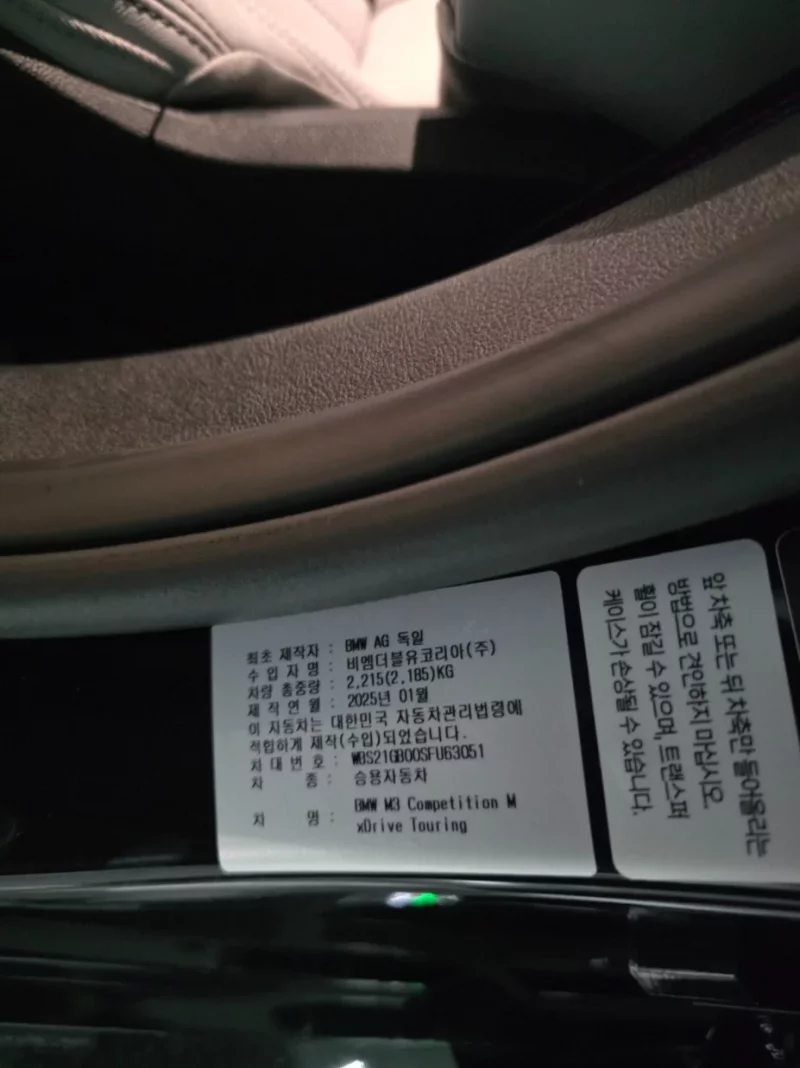 최초 제작자 : BMW AG 독일
수 입 자 명 : 비엠더블유코리아(주)
차량 총중량 : 2,215(2,185)KG
제 작 연 월 : 2025년 01월
이 자동차는 대한민국 자동차관리법령에
적합하게 제작(수입)되었습니다.
차 대 번 호 : WBS21GB00SFU63051
차 종 : 승용자동차
차 명 : BMW M3 Competition M
xDrive Touring
앞 차축 또는 뒤 차축만 들어올리는
방법으로 견인하지 마십시오
휠이 잠길 수 있으며, 트랜스퍼
케이스가 손상될 수 있습니다.